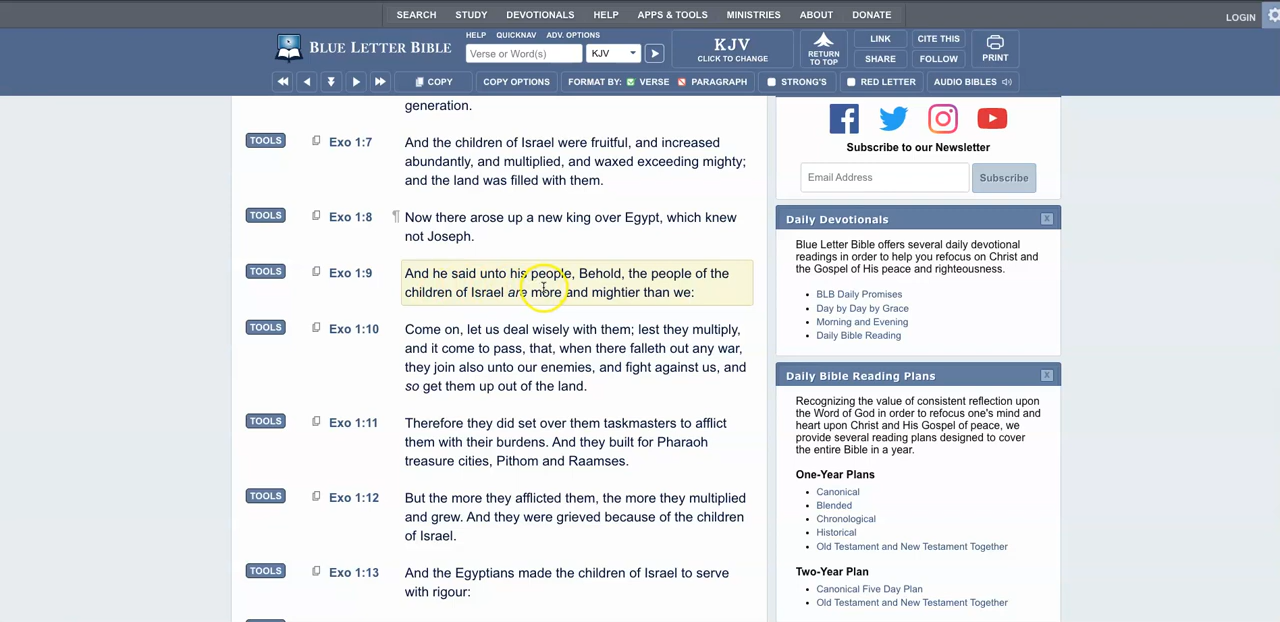 SEARCH STUDY DEVOTIONALS HELP APPS & TOOLS MINISTRIES ABOUT DONATE
LOGIN
BLUE LETTER BIBLE
HELP QUICKNAV ADV. OPTIONS
Verse or Word(s)
KJV
KJV
CLICK TO CHANGE
RETURN
TO TOP
LINK
CITE THIS
SHARE
FOLLOW
PRINT
COPY
COPY OPTIONS
FORMAT BY: VERSE PARAGRAPH
STRONG'S
RED LETTER
AUDIO BIBLES
generation.
TOOLS Exo 1:7 And the children of Israel were fruitful, and increased
abundantly, and multiplied, and waxed exceeding mighty;
and the land was filled with them.
TOOLS Exo 1:8 ¶ Now there arose up a new king over Egypt, which knew
not Joseph.
TOOLS Exo 1:9 And he said unto his people, Behold, the people of the
children of Israel are more and mightier than we:
TOOLS Exo 1:10 Come on, let us deal wisely with them; lest they multiply,
and it come to pass, that, when there falleth out any war,
they join also unto our enemies, and fight against us, and
so get them up out of the land.
TOOLS Exo 1:11 Therefore they did set over them taskmasters to afflict
them with their burdens. And they built for Pharaoh
treasure cities, Pithom and Raamses.
TOOLS Exo 1:12 But the more they afflicted them, the more they multiplied
and grew. And they were grieved because of the children
of Israel.
TOOLS Exo 1:13 And the Egyptians made the children of Israel to serve
with rigour:
Subscribe to our Newsletter
Email Address
Subscribe
Daily Devotionals X
Blue Letter Bible offers several daily devotional
readings in order to help you refocus on Christ and
the Gospel of His peace and righteousness.
• BLB Daily Promises
• Day by Day by Grace
• Morning and Evening
• Daily Bible Reading
Daily Bible Reading Plans X
Recognizing the value of consistent reflection upon
the Word of God in order to refocus one's mind and
heart upon Christ and His Gospel of peace, we
provide several reading plans designed to cover
the entire Bible in a year.
One-Year Plans
• Canonical
• Blended
• Chronological
• Historical
• Old Testament and New Testament Together
Two-Year Plan
• Canonical Five Day Plan
• Old Testament and New Testament Together